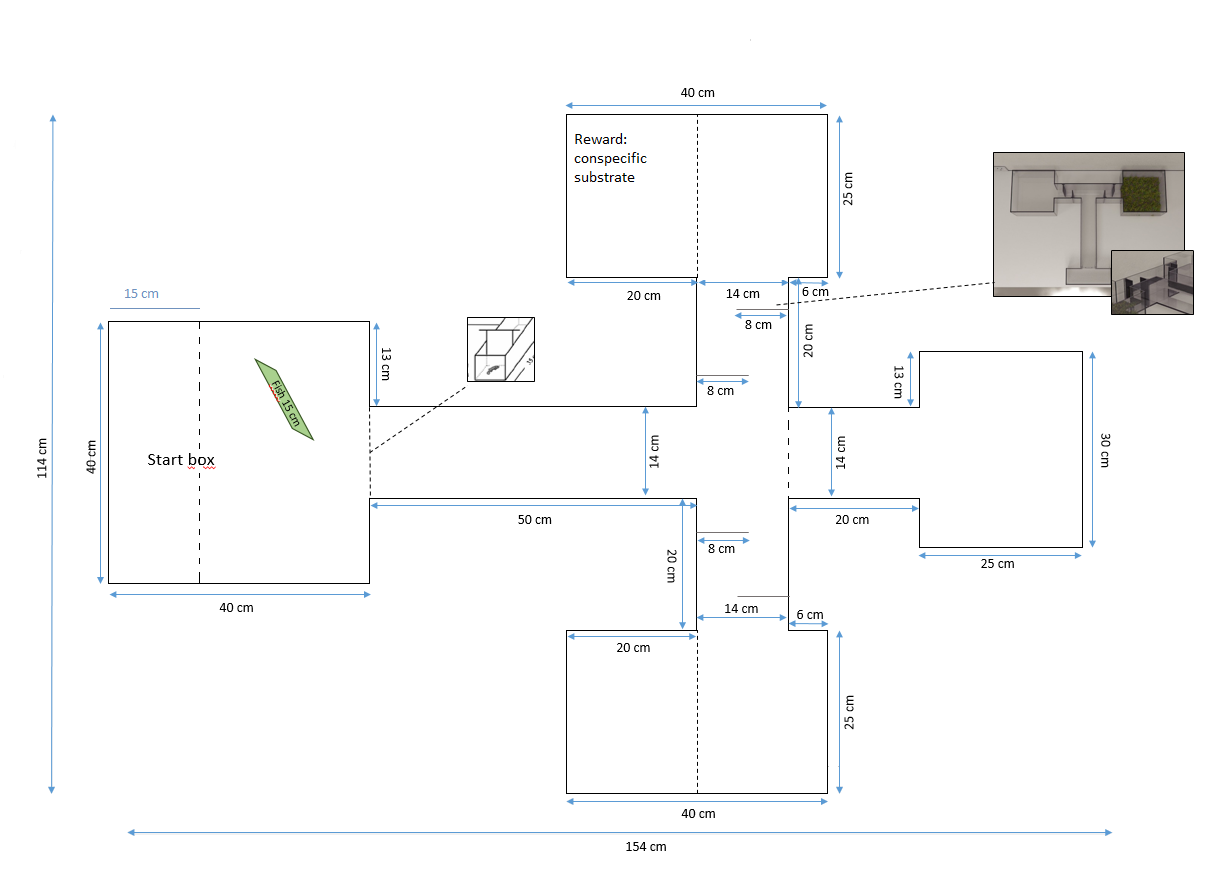 40 cm
Reward:
conspecific
substrate
25 cm
20 cm
14 cm
6 cm
8 cm
20 cm
8 cm
15 cm
13 cm
Fish 15 cm
Start box
40 cm
40 cm
114 cm
14 cm
50 cm
14 cm
13 cm
30 cm
20 cm
25 cm
20 cm
8 cm
14 cm
6 cm
20 cm
25 cm
40 cm
154 cm